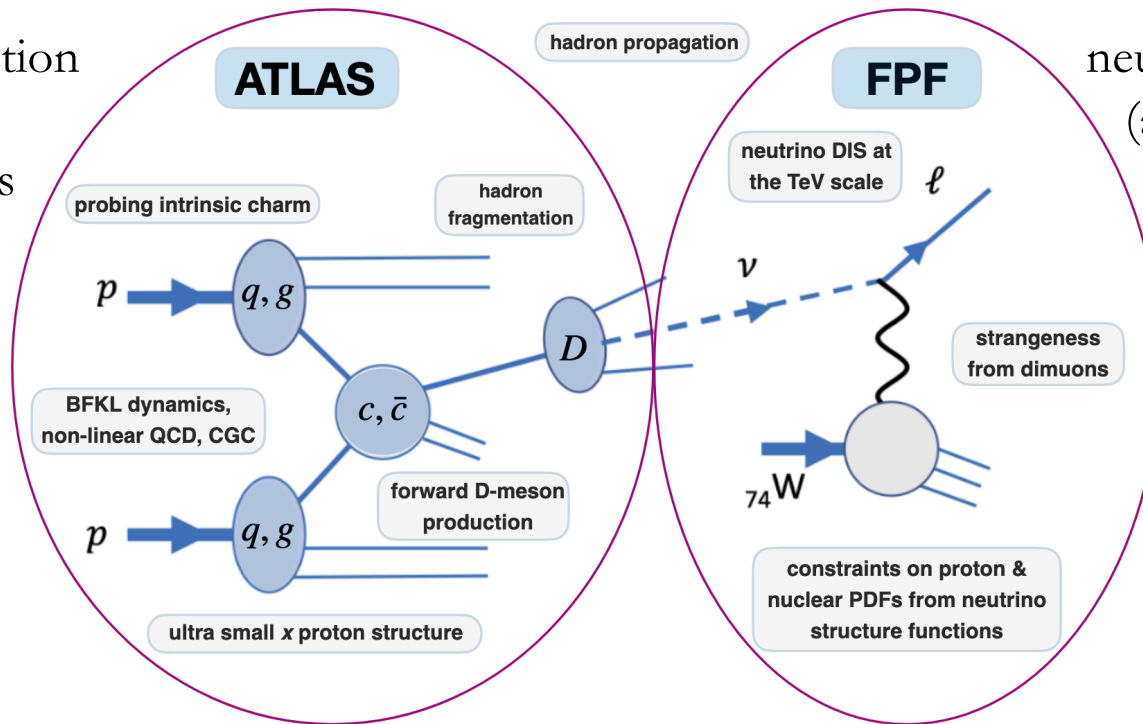 tion
s
ATLAS
hadron propagation
FPF
neu
(
probing intrinsic charm
hadron
fragmentation
neutrino DIS at
the TeV scale
ℓ
p
q, g
ν
D
c, c̄
strangeness
from dimuons
BFKL dynamics,
non-linear QCD, CGC
forward D-meson
production
₇₄W
p
q, g
ultra small x proton structure
constraints on proton &
nuclear PDFs from neutrino
structure functions